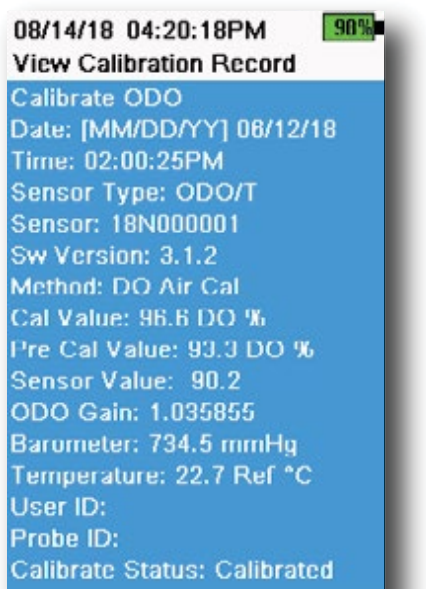 08/14/18 04:20:18PM 90%
View Calibration Record
Calibrate ODO
Date: [MM/DD/YY] 06/12/18
Time: 02:00:25PM
Sensor Type: ODO/T
Sensor: 18N000001
Sw Version: 3.1.2
Method: DO Air Cal
Cal Value: 96.6 DO %
Pre Cal Value: 93.3 DO %
Sensor Value: 90.2
ODO Gain: 1.035855
Barometer: 734.5 mmHg
Temperature: 22.7 Ref °C
User ID:
Probe ID:
Calibrate Status: Calibrated